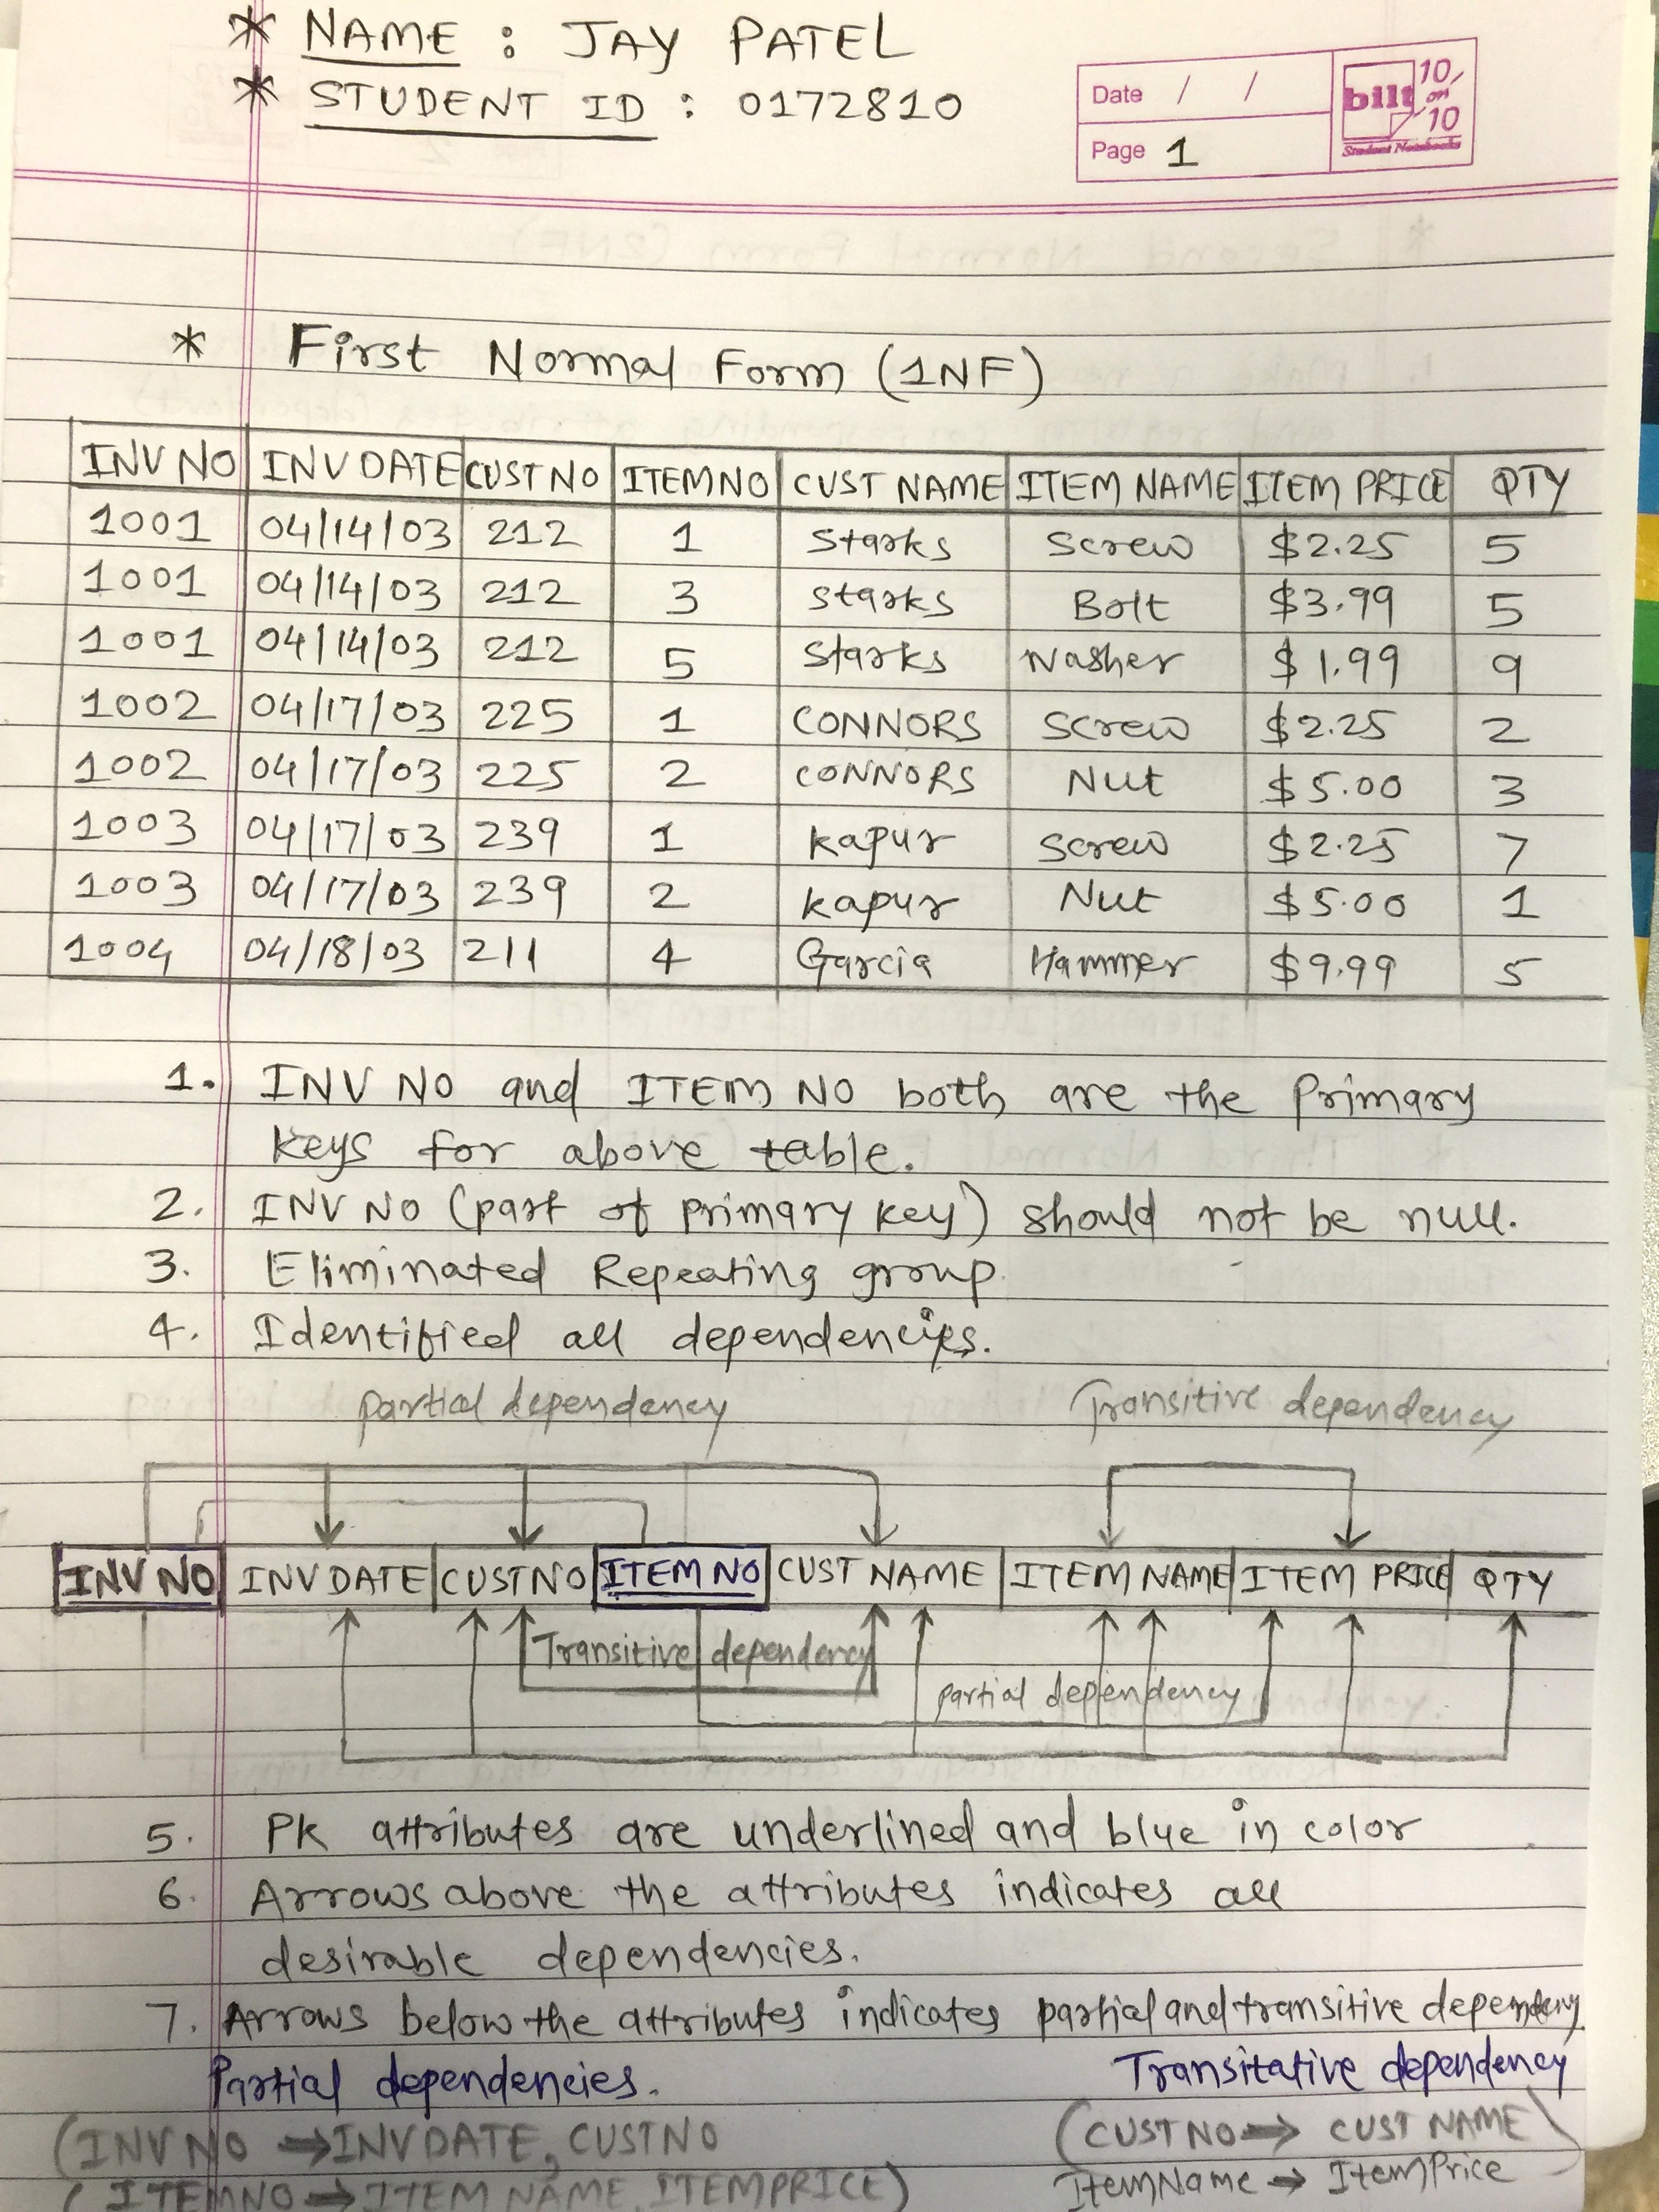 * NAME : JAY PATEL
* STUDENT ID : 0172810
Date / /
Page 1
bilt 10 on 10
Student Notebooks
* First Normal Form (1NF)
INV NO INV DATE CUST NO ITEM NO CUST NAME ITEM NAME ITEM PRICE QTY
1001 04/14/03 212 1 Starks Screw $2.25 5
1001 04/14/03 212 3 Starks Bolt $3.99 5
1001 04/14/03 212 5 Starks Washer $1.99 9
1002 04/17/03 225 1 CONNORS Screw $2.25 2
1002 04/17/03 225 2 CONNORS Nut $5.00 3
1003 04/17/03 239 1 kapur Screw $2.25 7
1003 04/17/03 239 2 kapur Nut $5.00 1
1004 04/18/03 211 4 Garcia Hammer $9.99 5
1. INV NO and ITEM NO both are the Primary
keys for above table.
2. INV NO (part of primary key) should not be null.
3. Eliminated Repeating group.
4. Identified all dependencies.
partial dependency Transitive dependency
INV NO INV DATE CUST NO ITEM NO CUST NAME ITEM NAME ITEM PRICE QTY
Transitive dependency
partial dependency
5. PK attributes are underlined and blue in color
6. Arrows above the attributes indicates all
desirable dependencies.
7. Arrows below the attributes indicates partial and transitive dependency.
Partial dependencies. Transitative dependency
(INV NO → INV DATE, CUST NO (CUST NO → CUST NAME)
( ITEM NO → ITEM NAME, ITEM PRICE) ItemName → ItemPrice